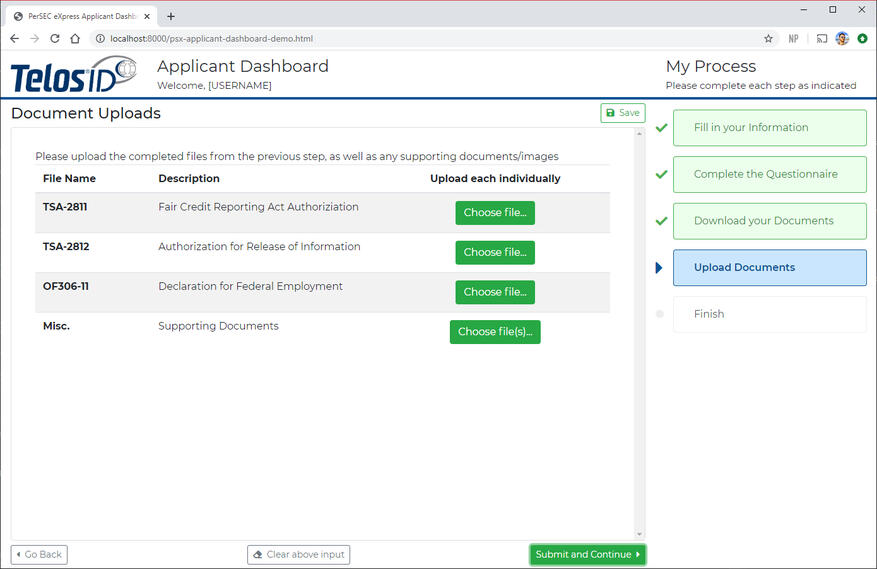 PerSEC eXpress Applicant Dashb
localhost:8000/psx-applicant-dashboard-demo.html
NP
Telos ID
Applicant Dashboard
Welcome, [USERNAME]
My Process
Please complete each step as indicated
Document Uploads
Save
Please upload the completed files from the previous step, as well as any supporting documents/images
File Name Description Upload each individually
TSA-2811 Fair Credit Reporting Act Authoriziation Choose file...
TSA-2812 Authorization for Release of Information Choose file...
OF306-11 Declaration for Federal Employment Choose file...
Misc. Supporting Documents Choose file(s)...
Fill in your Information
Complete the Questionnaire
Download your Documents
Upload Documents
Finish
Go Back
Clear above input
Submit and Continue